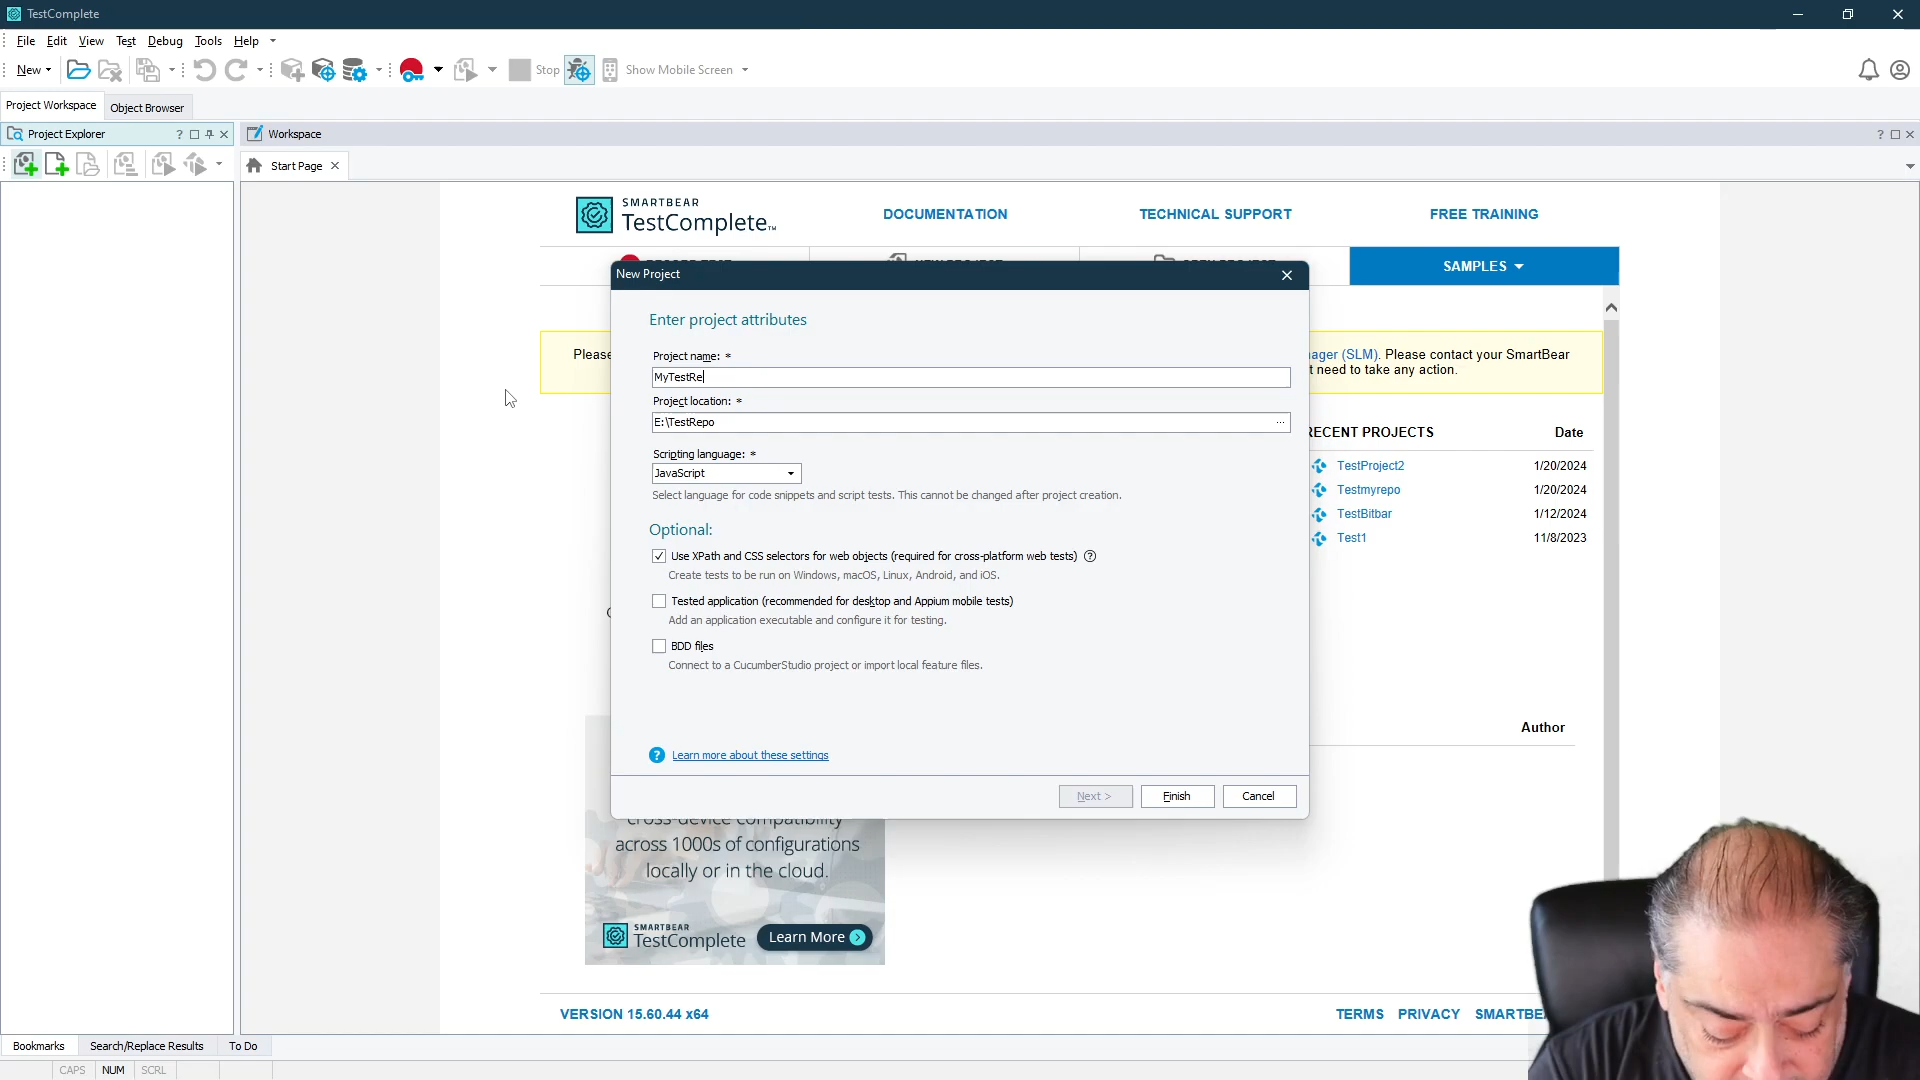 TestComplete
File Edit View Test Debug Tools Help
New Stop Show Mobile Screen
Project Workspace Object Browser
Project Explorer
Workspace
Start Page
SMARTBEAR
TestComplete
DOCUMENTATION TECHNICAL SUPPORT FREE TRAINING
SAMPLES
New Project
Enter project attributes
Please
ager (SLM). Please contact your SmartBear
t need to take any action.
Project name: *
MyTestRe
Project location: *
E:\TestRepo ...
Scripting language: *
JavaScript
Select language for code snippets and script tests. This cannot be changed after project creation.
Optional:
Use XPath and CSS selectors for web objects (required for cross-platform web tests)
Create tests to be run on Windows, macOS, Linux, Android, and iOS.
Tested application (recommended for desktop and Appium mobile tests)
Add an application executable and configure it for testing.
BDD files
Connect to a CucumberStudio project or import local feature files.
? Learn more about these settings
Next > Finish Cancel
RECENT PROJECTS Date
TestProject2 1/20/2024
Testmyrepo 1/20/2024
TestBitbar 1/12/2024
Test1 11/8/2023
Author
cross-device compatibility
across 1000s of configurations
locally or in the cloud.
SMARTBEAR
TestComplete
Learn More
VERSION 15.60.44 x64
TERMS PRIVACY SMARTBE
Bookmarks Search/Replace Results To Do
CAPS NUM SCRL